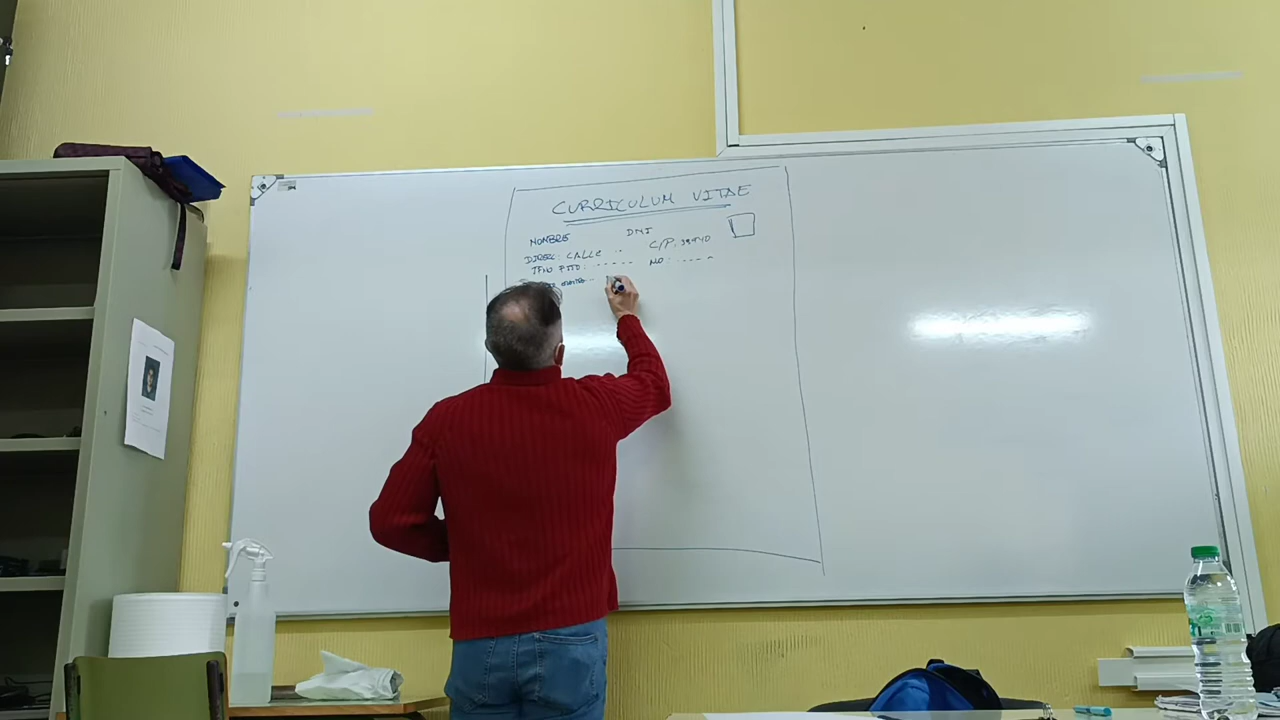 CURRICULUM VITAE
NOMBRE DNI
DIREC: CALLE .. C/P:
TFNO FIJO: ------ MO: -----